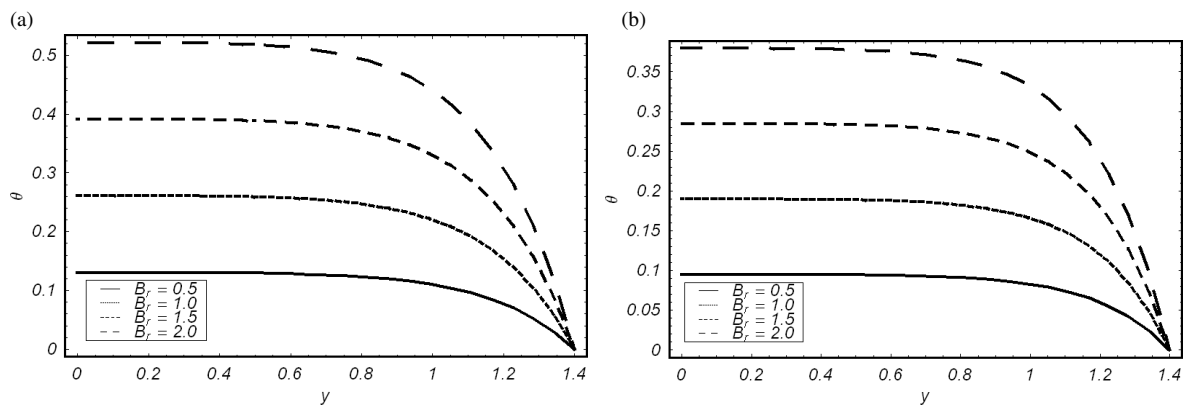 (a)
0.5
0.4
0.3
0.2
0.1
0
θ
B_r = 0.5
B_r = 1.0
B_r = 1.5
B_r = 2.0
0 0.2 0.4 0.6 0.8 1 1.2 1.4
y
(b)
0.35
0.3
0.25
0.2
0.15
0.1
0.05
0
θ
B_r = 0.5
B_r = 1.0
B_r = 1.5
B_r = 2.0
0 0.2 0.4 0.6 0.8 1 1.2 1.4
y